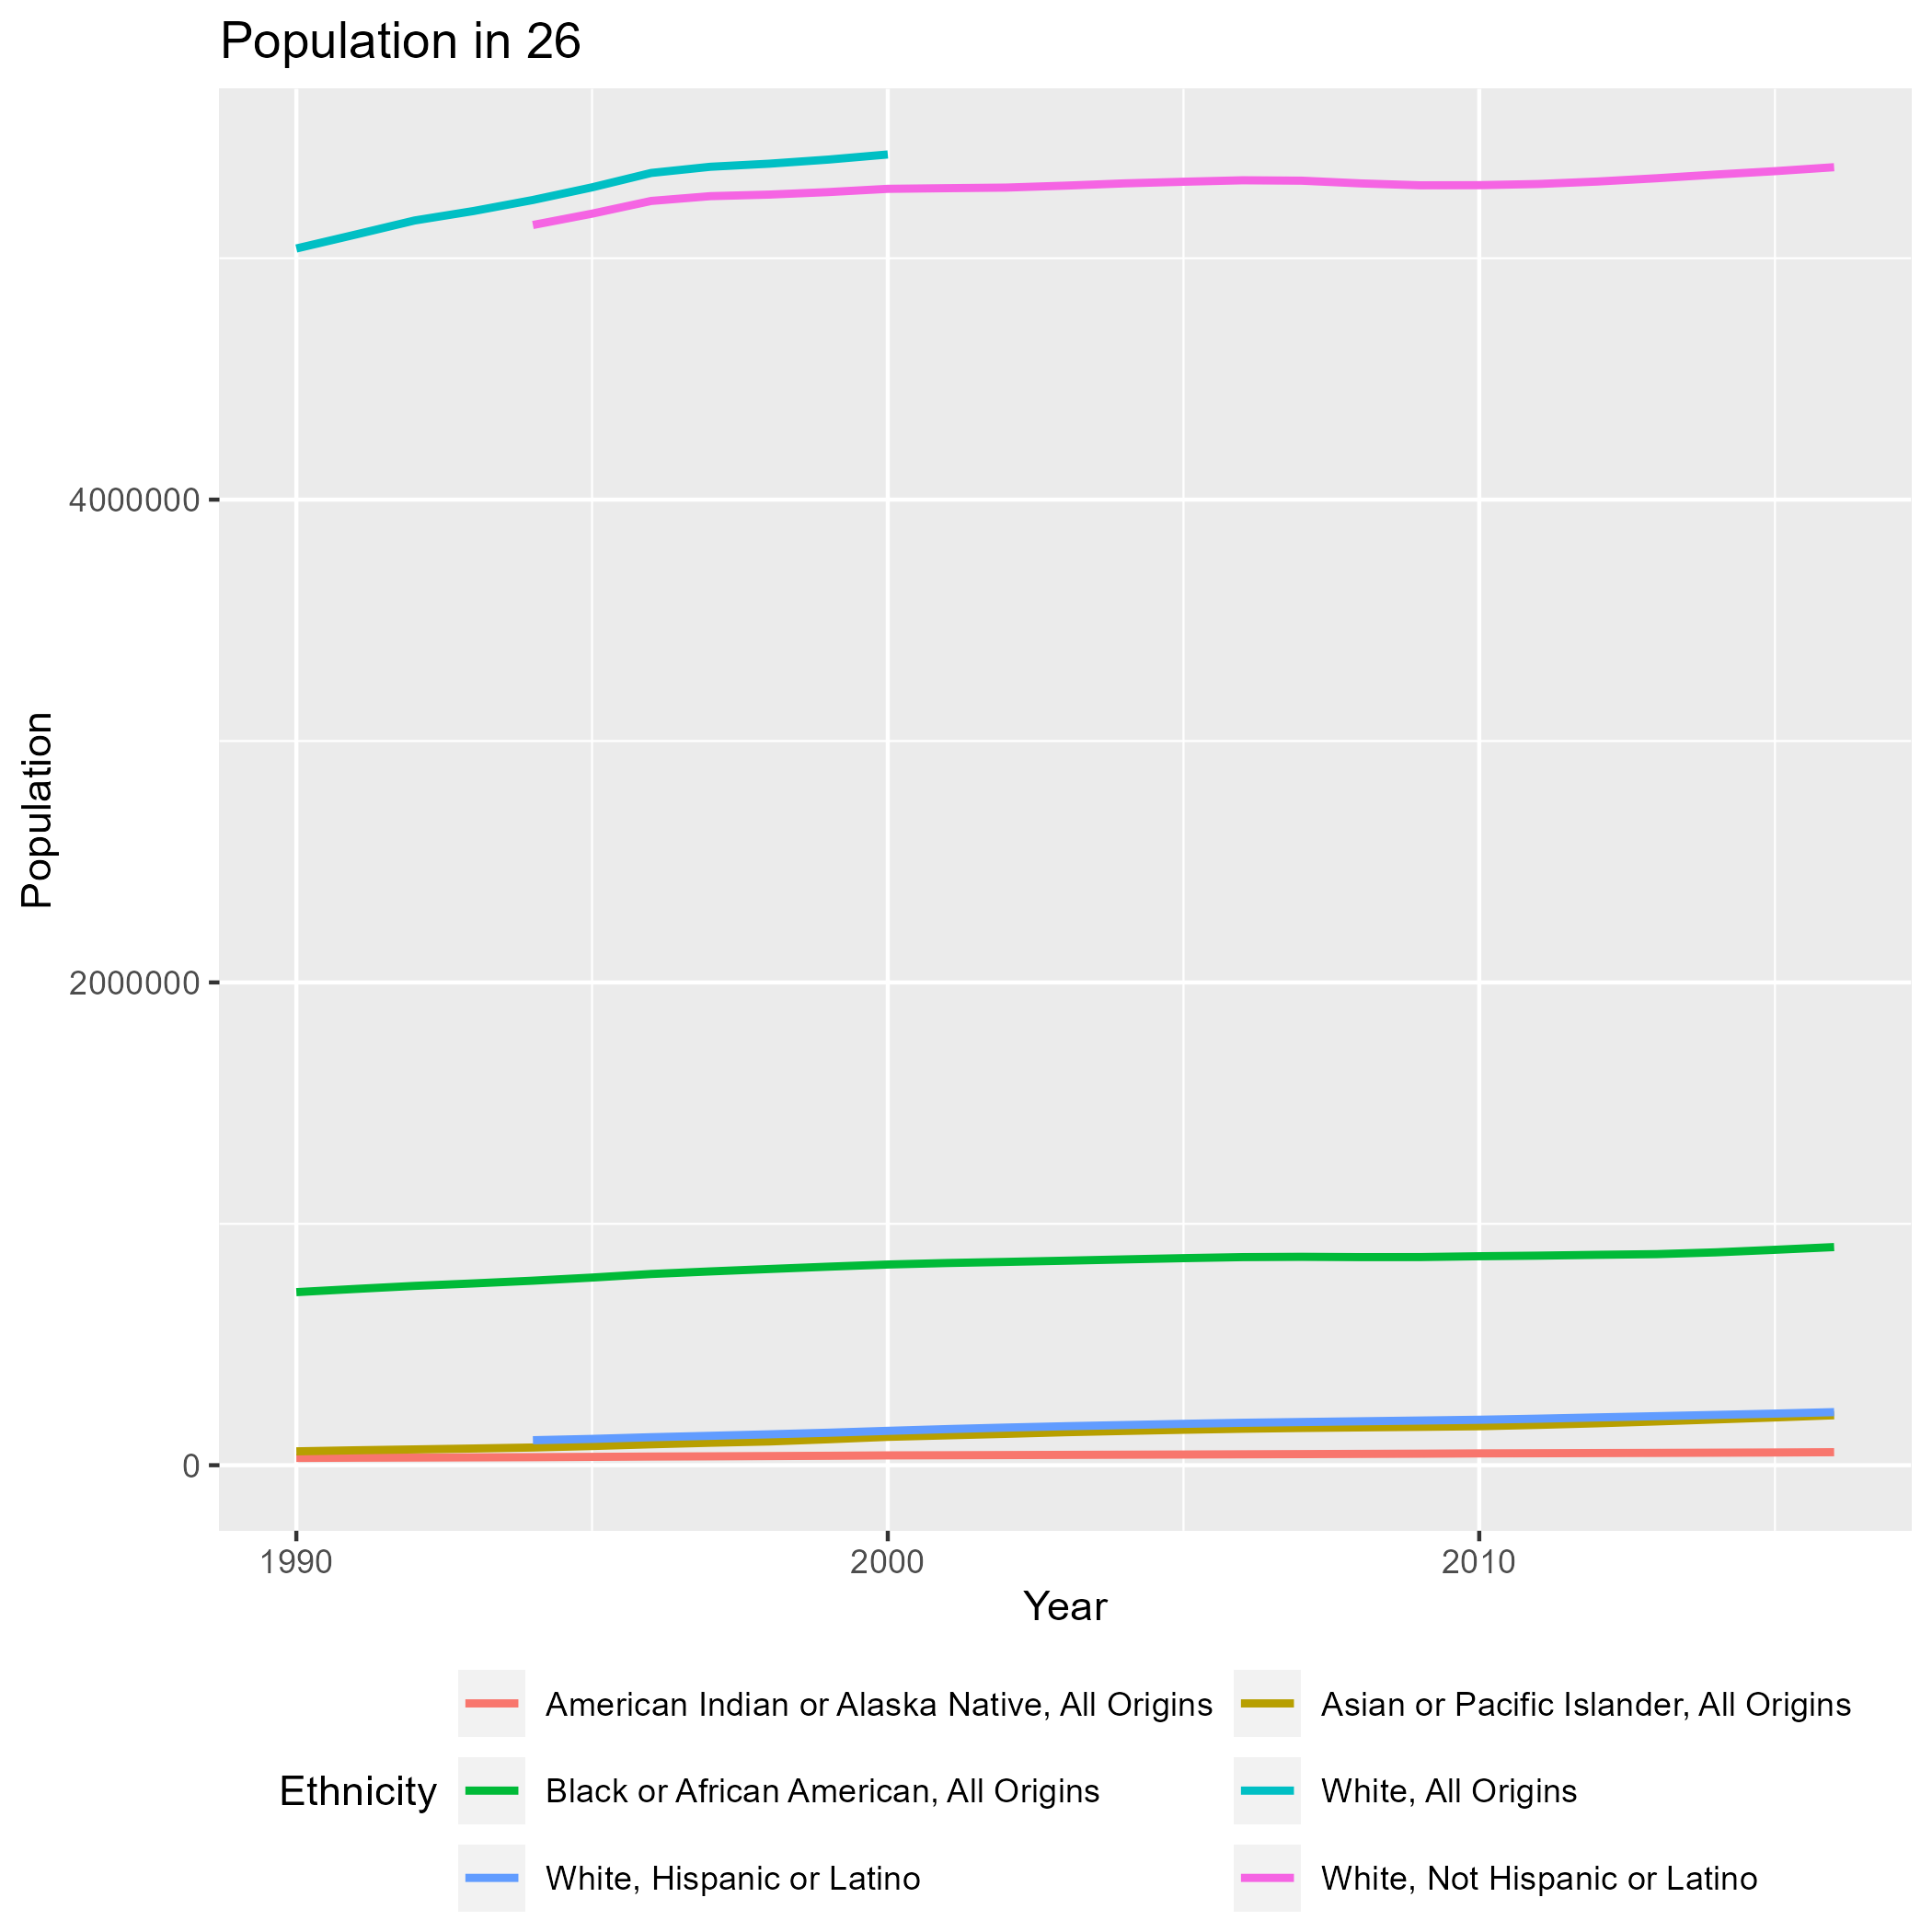 Population in 26
Population
4000000
2000000
0
1990
2000
2010
Year
Ethnicity
American Indian or Alaska Native, All Origins
Asian or Pacific Islander, All Origins
Black or African American, All Origins
White, All Origins
White, Hispanic or Latino
White, Not Hispanic or Latino